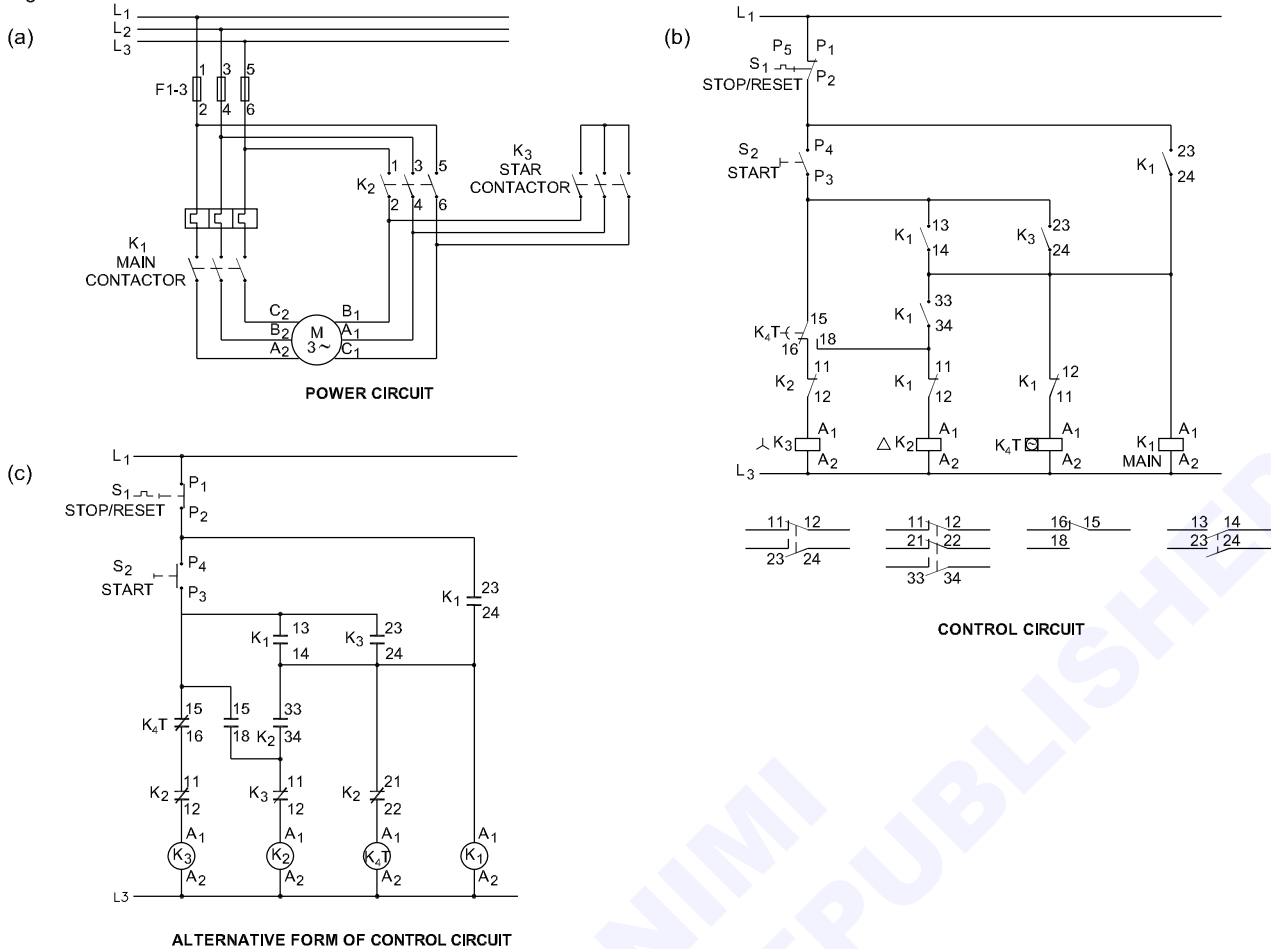 (a)
L1
L2
L3
F1-3
1 3 5
2 4 6
K1
MAIN
CONTACTOR
K2
1 3 5
2 4 6
K3
STAR
CONTACTOR
C2 B1
B2 M A1
3~
A2 C1
POWER CIRCUIT
(b)
L1
P5 P1
S1
P2
STOP/RESET
S2 P4
START P3
K1 23
24
K1 13
14
K3 23
24
K1 33
34
K4T 15
16 18
K2 11
12
K1 11
12
K1 12
11
A1 A1 A1 A1
K3 △ K2 K4T K1
MAIN
A2 A2 A2 A2
L3
11 12 11 12 16 15 13 14
23 24 21 22 18 23 24
33 34
CONTROL CIRCUIT
(c)
L1
S1 P1
STOP/RESET P2
S2 P4
START P3
K1 23
24
K1 13 K3 23
14 24
K4T 15 15 33
16 18 K2 34
K2 11 K3 11 K2 21
12 12 22
A1 A1 A1 A1
K3 K2 K4T K1
A2 A2 A2 A2
L3
ALTERNATIVE FORM OF CONTROL CIRCUIT